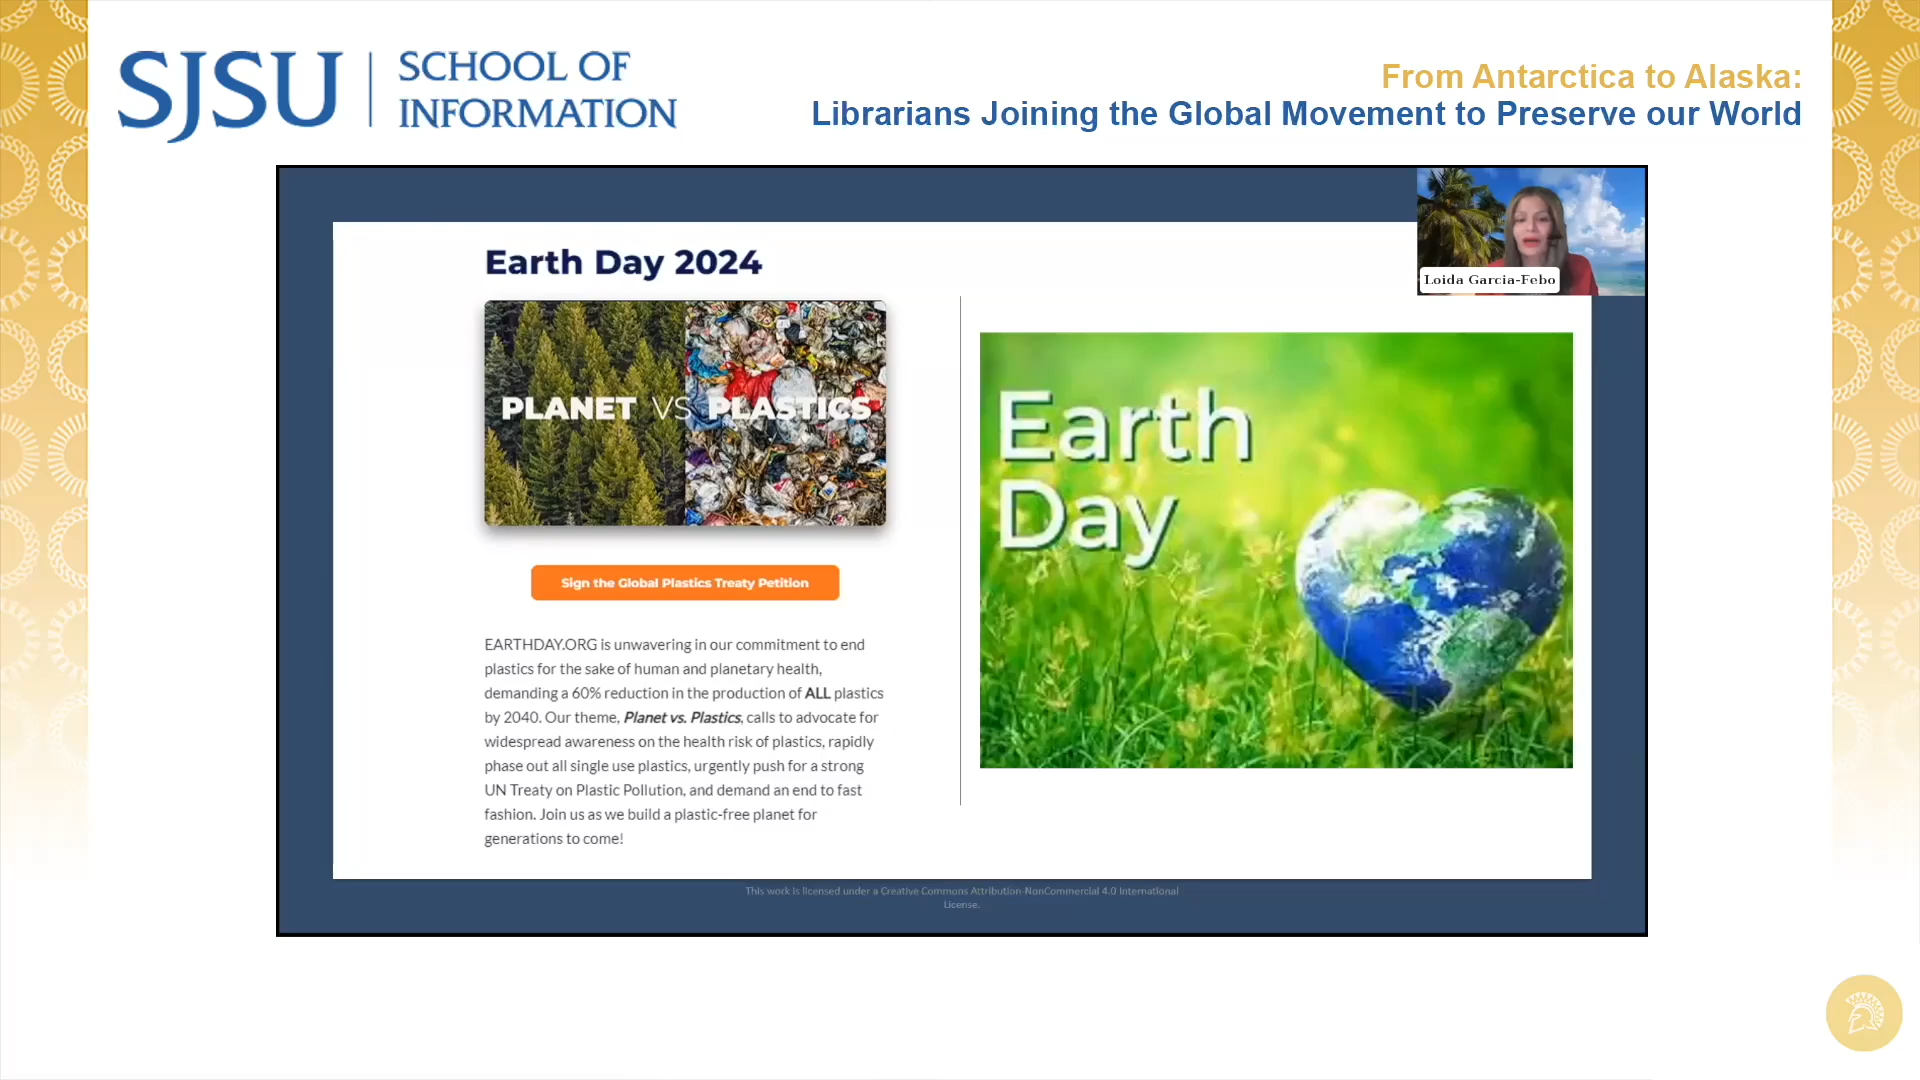 SJSU
SCHOOL OF
INFORMATION
From Antarctica to Alaska:
Librarians Joining the Global Movement to Preserve our World
Loida Garcia-Febo
Earth Day 2024
PLANET VS PLASTICS
Sign the Global Plastics Treaty Petition
EARTHDAY.ORG is unwavering in our commitment to end
plastics for the sake of human and planetary health,
demanding a 60% reduction in the production of ALL plastics
by 2040. Our theme, Planet vs. Plastics, calls to advocate for
widespread awareness on the health risk of plastics, rapidly
phase out all single use plastics, urgently push for a strong
UN Treaty on Plastic Pollution, and demand an end to fast
fashion. Join us as we build a plastic-free planet for
generations to come!
Earth
Day
This work is licensed under a Creative Commons Attribution-NonCommercial 4.0 International
License.